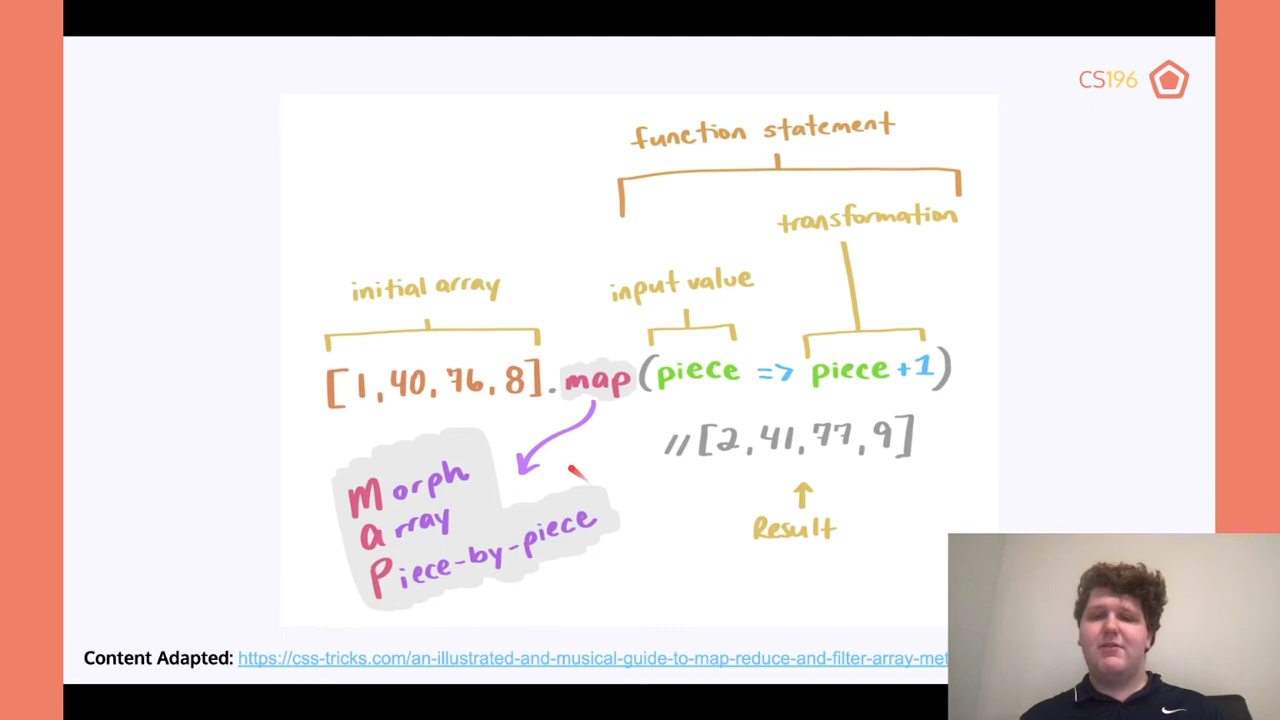 CS196
function statement
transformation
initial array
input value
[1,40,76,8].map(piece => piece+1)
//[2,41,77,9]
Morph
Array
Piece-by-piece
Result
Content Adapted: https://css-tricks.com/an-illustrated-and-musical-guide-to-map-reduce-and-filter-array-met